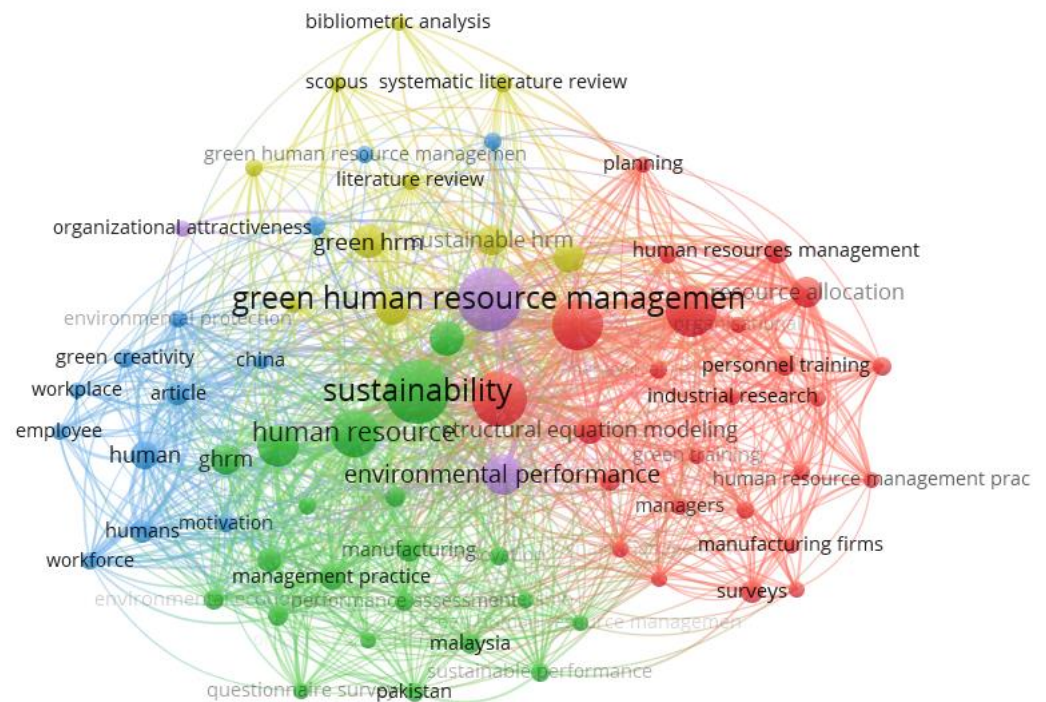 bibliometric analysis
scopus
systematic literature review
green human resource managemen
literature review
planning
organizational attractiveness
green hrm
sustainable hrm
human resources management
green human resource managemen
resource allocation
environmental protection
organizations
green creativity
china
personnel training
workplace
article
sustainability
industrial research
employee
human resource
structural equation modeling
human
ghrm
environmental performance
green training
human resource management prac
managers
humans
motivation
manufacturing
manufacturing firms
workforce
management practice
surveys
performance assessment
malaysia
sustainable performance
questionnaire survey
pakistan